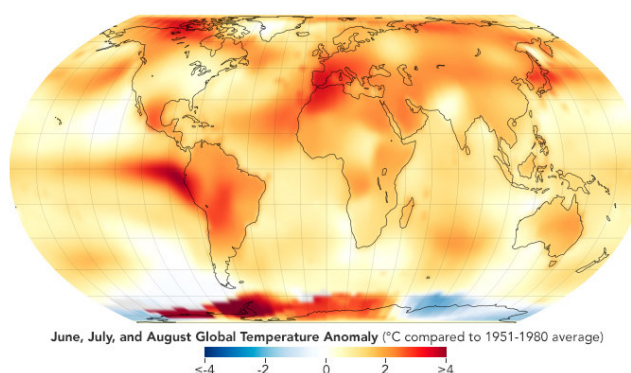 June, July, and August Global Temperature Anomaly (°C compared to 1951-1980 average)
<-4 -2 0 2 ≥4